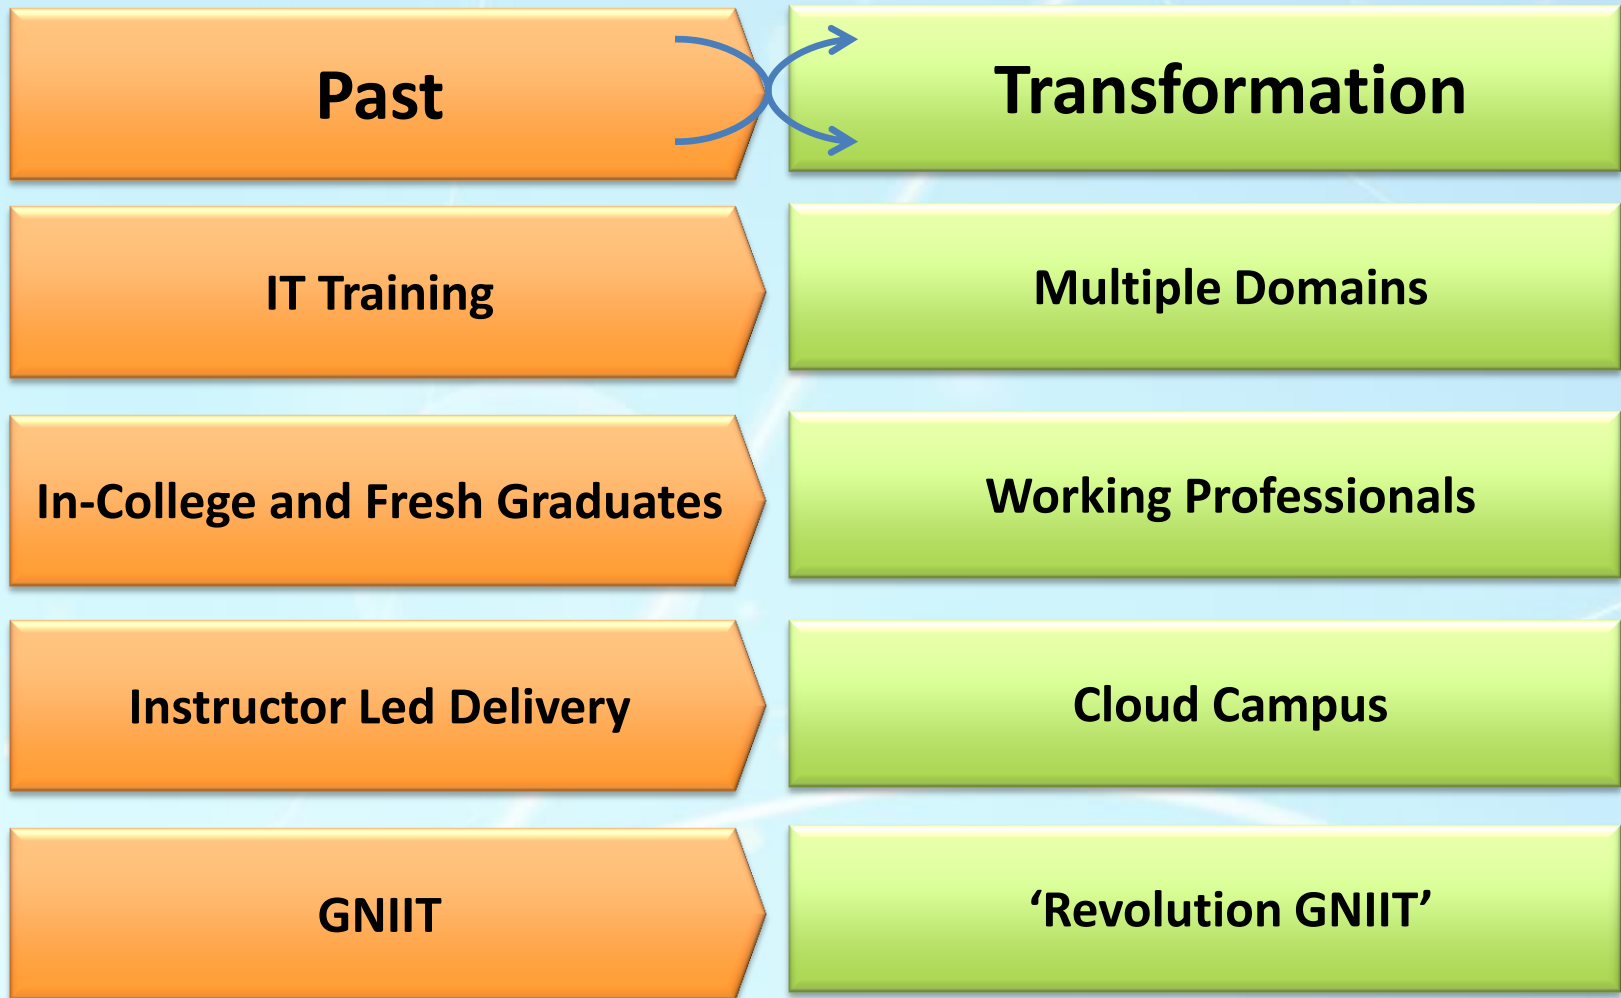 Past
Transformation
IT Training
Multiple Domains
In-College and Fresh Graduates
Working Professionals
Instructor Led Delivery
Cloud Campus
GNIIT
‘Revolution GNIIT’